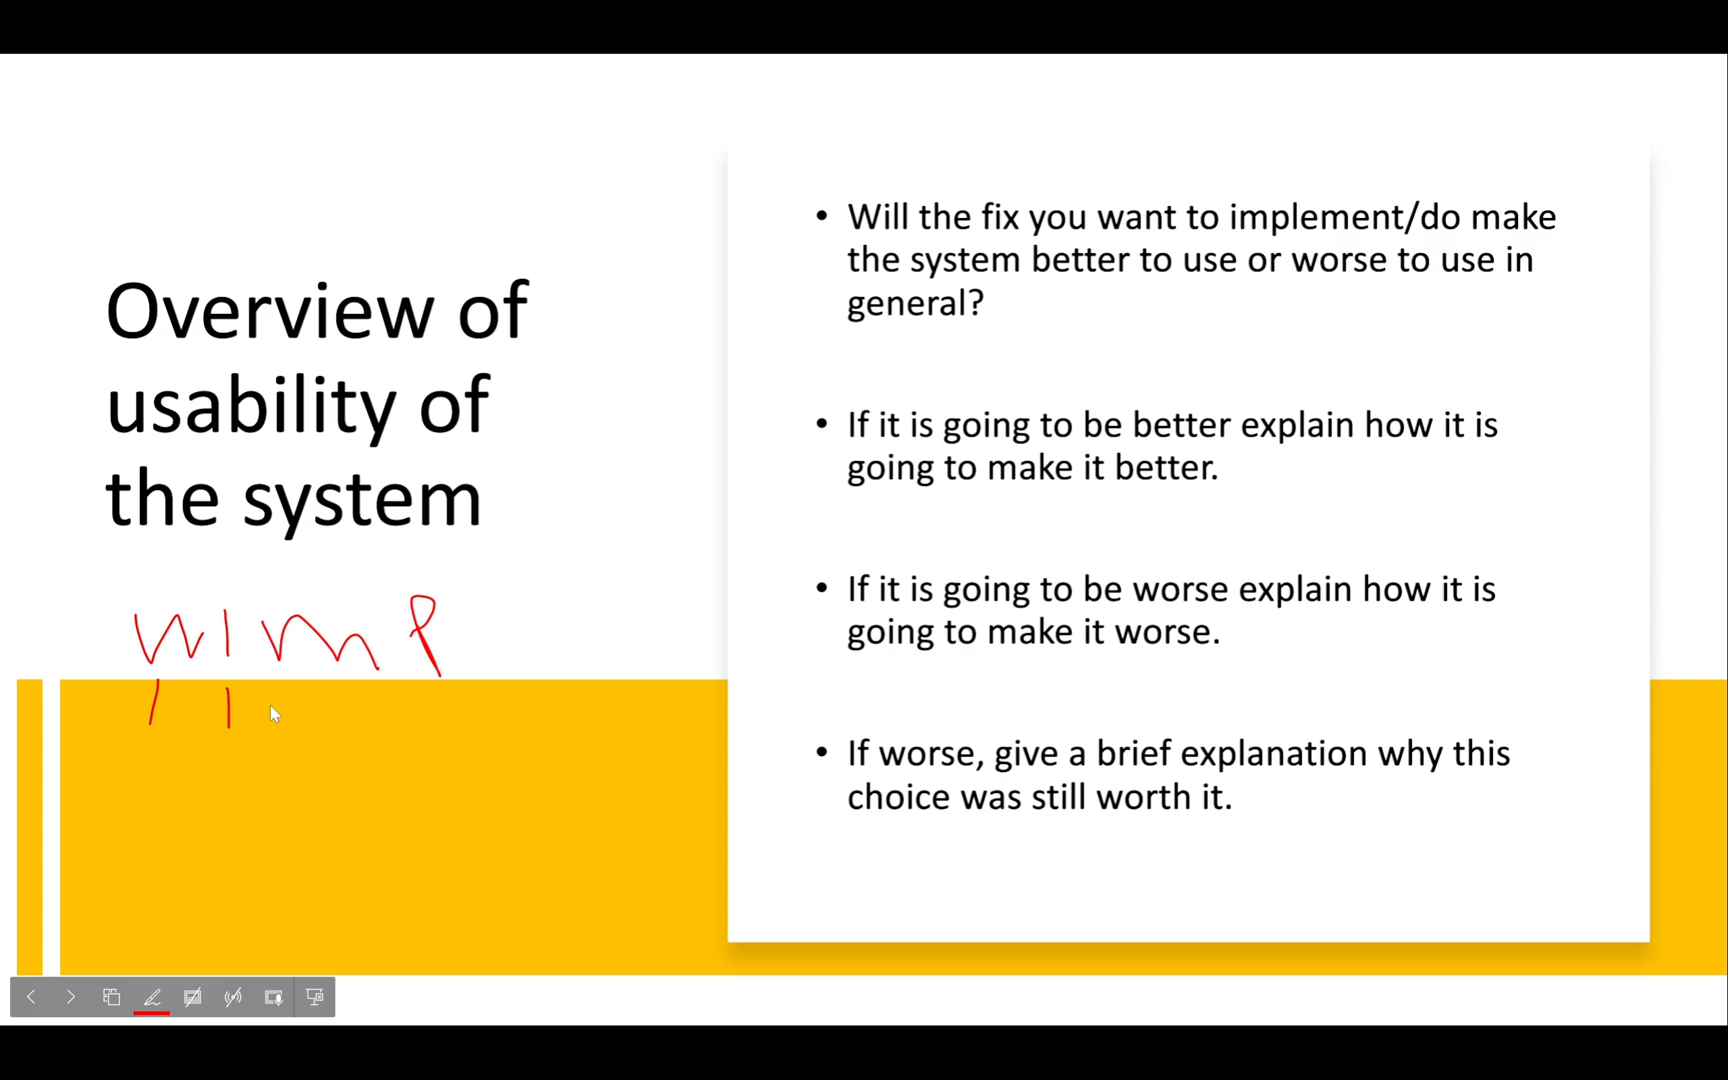 Overview of
usability of
the system
WIMP
• Will the fix you want to implement/do make
the system better to use or worse to use in
general?
• If it is going to be better explain how it is
going to make it better.
• If it is going to be worse explain how it is
going to make it worse.
• If worse, give a brief explanation why this
choice was still worth it.